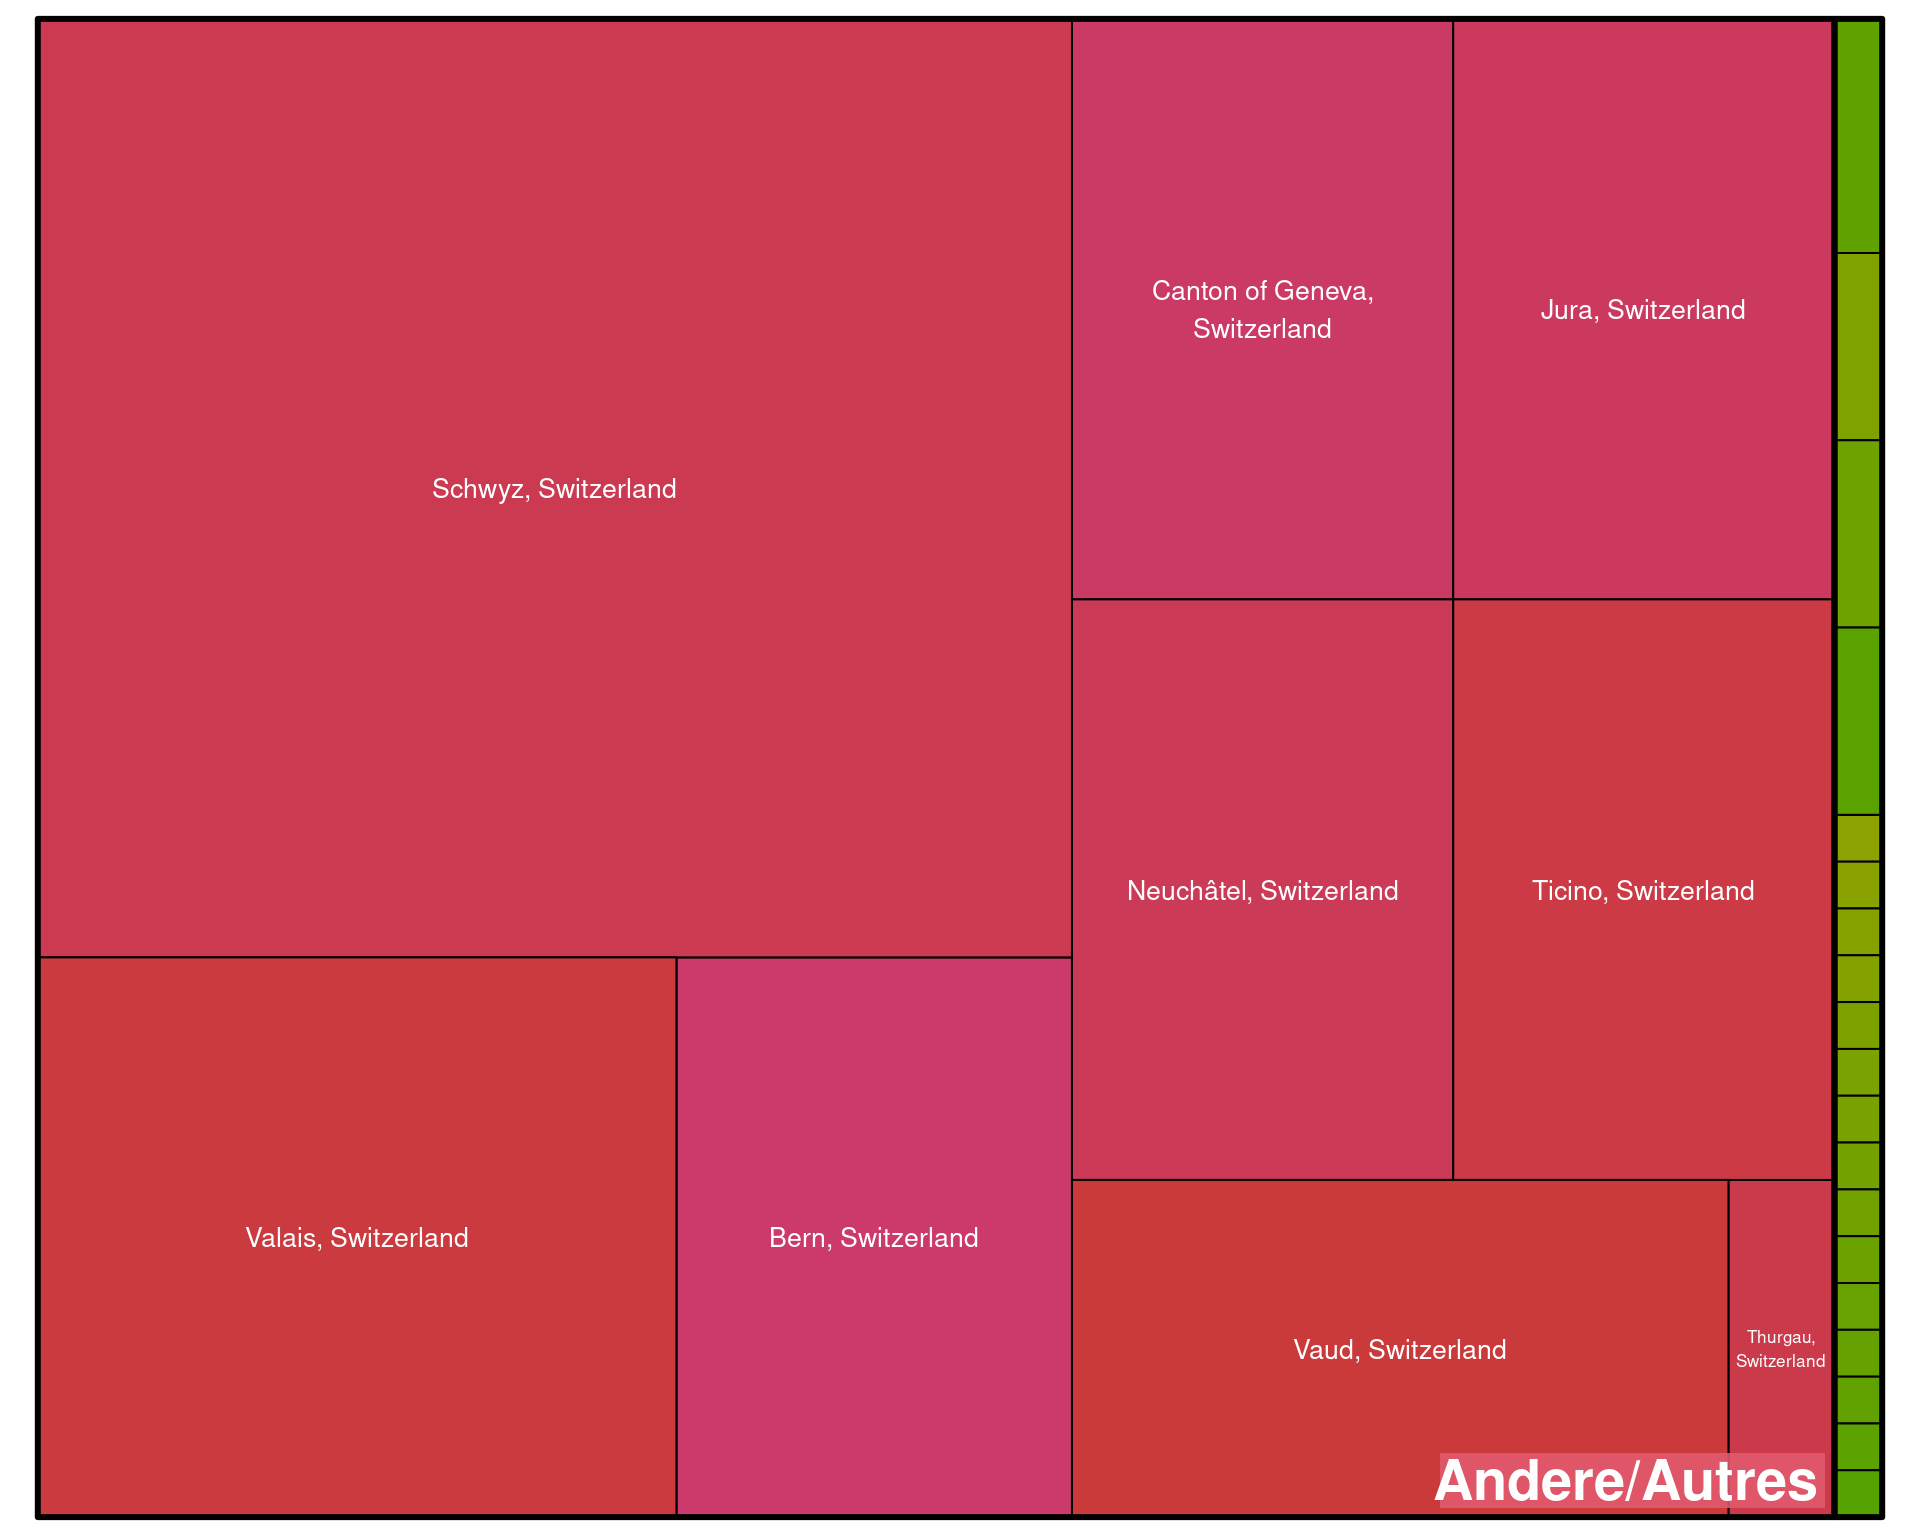 Schwyz, Switzerland
Canton of Geneva,
Switzerland
Jura, Switzerland
Neuchâtel, Switzerland
Ticino, Switzerland
Valais, Switzerland
Bern, Switzerland
Vaud, Switzerland
Thurgau,
Switzerland
Andere/Autres